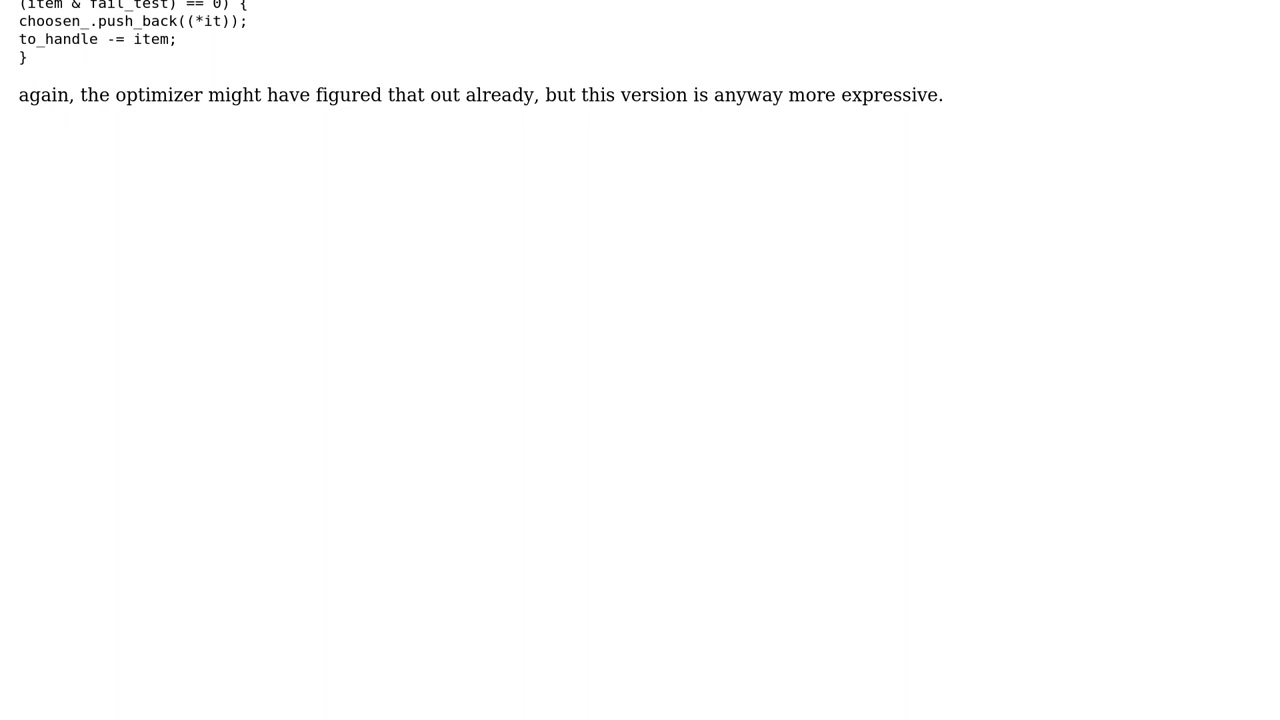 (item & fail_test) == 0) {
choosen_.push_back((*it));
to_handle -= item;
}
again, the optimizer might have figured that out already, but this version is anyway more expressive.